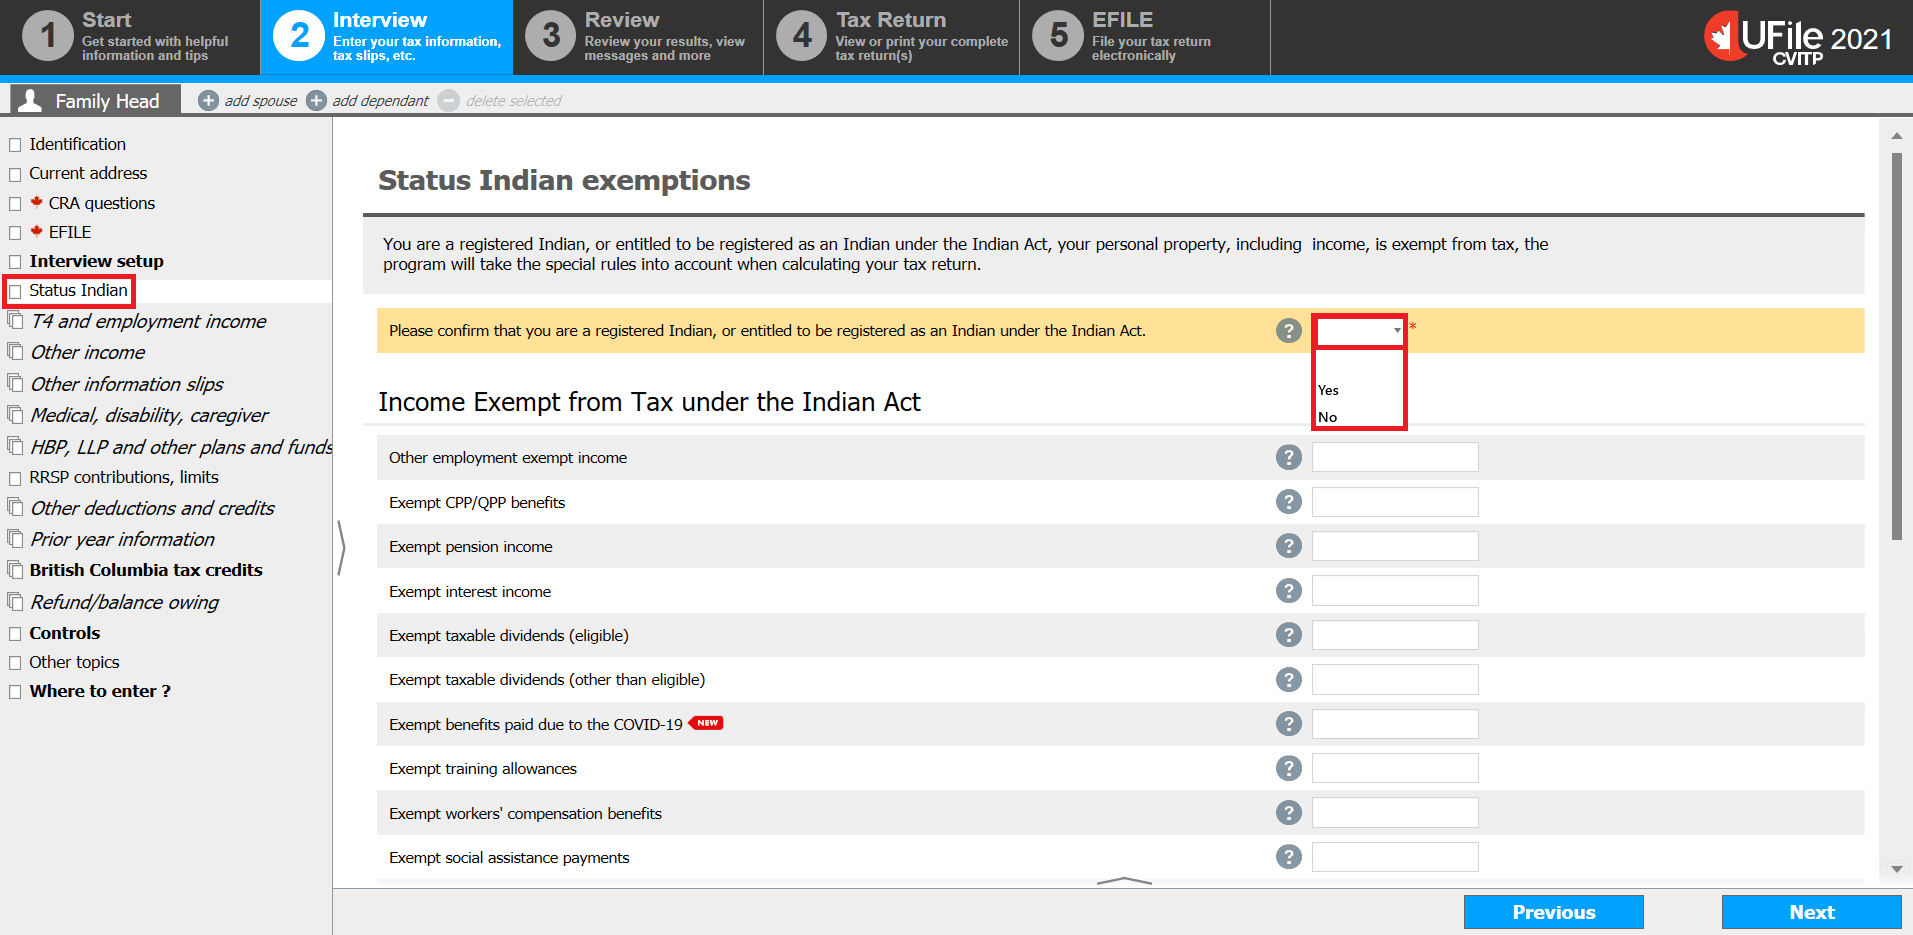 1
Start
Get started with helpful
information and tips
2
Interview
Enter your tax information,
tax slips, etc.
3
Review
Review your results, view
messages and more
4
Tax Return
View or print your complete
tax return(s)
5
EFILE
File your tax return
electronically
UFile 2021
CVITP
Family Head
add spouse
add dependant
delete selected
Identification
Current address
CRA questions
EFILE
Interview setup
Status Indian
T4 and employment income
Other income
Other information slips
Medical, disability, caregiver
HBP, LLP and other plans and funds
RRSP contributions, limits
Other deductions and credits
Prior year information
British Columbia tax credits
Refund/balance owing
Controls
Other topics
Where to enter ?
Status Indian exemptions
You are a registered Indian, or entitled to be registered as an Indian under the Indian Act, your personal property, including income, is exempt from tax, the
program will take the special rules into account when calculating your tax return.
Please confirm that you are a registered Indian, or entitled to be registered as an Indian under the Indian Act. ? *
Yes
No
Income Exempt from Tax under the Indian Act
Other employment exempt income ?
Exempt CPP/QPP benefits ?
Exempt pension income ?
Exempt interest income ?
Exempt taxable dividends (eligible) ?
Exempt taxable dividends (other than eligible) ?
Exempt benefits paid due to the COVID-19 NEW ?
Exempt training allowances ?
Exempt workers' compensation benefits ?
Exempt social assistance payments ?
Previous
Next